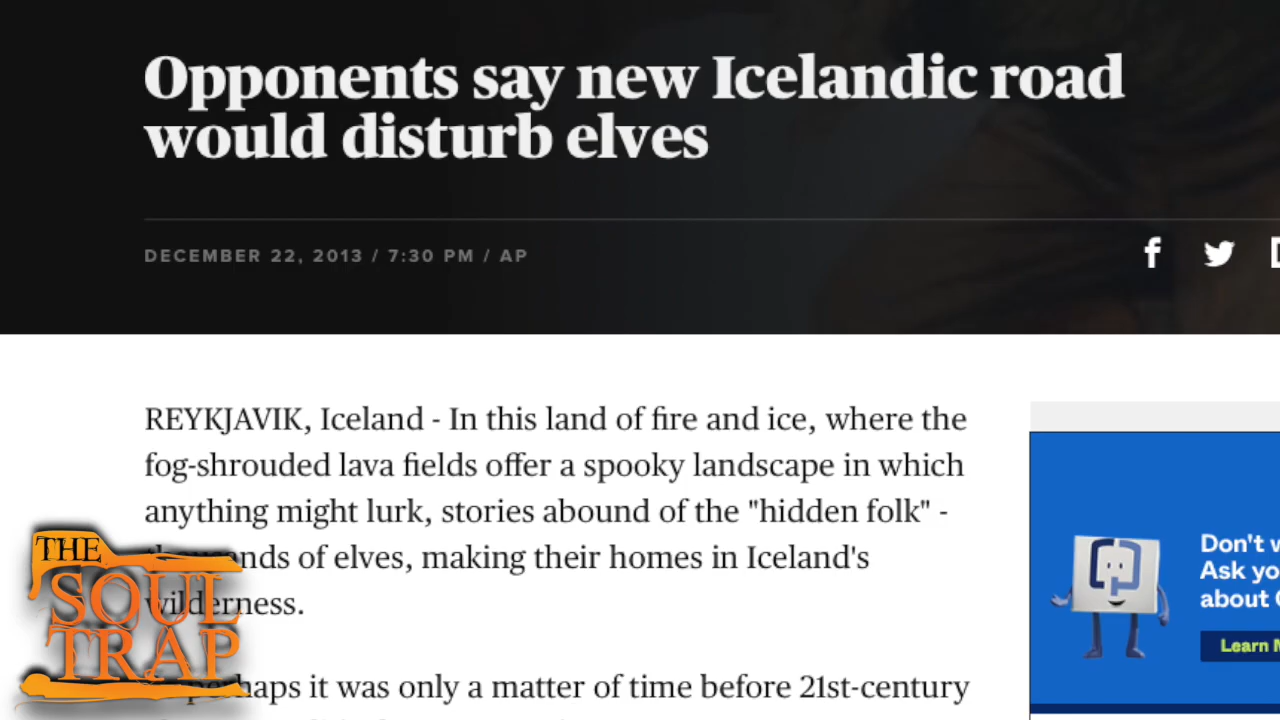 Opponents say new Icelandic road
would disturb elves
DECEMBER 22, 2013 / 7:30 PM / AP
REYKJAVIK, Iceland - In this land of fire and ice, where the
fog-shrouded lava fields offer a spooky landscape in which
anything might lurk, stories abound of the "hidden folk" -
thousands of elves, making their homes in Iceland's
wilderness.
perhaps it was only a matter of time before 21st-century
THE
SOUL
TRAP
Don't
Ask
about
Learn